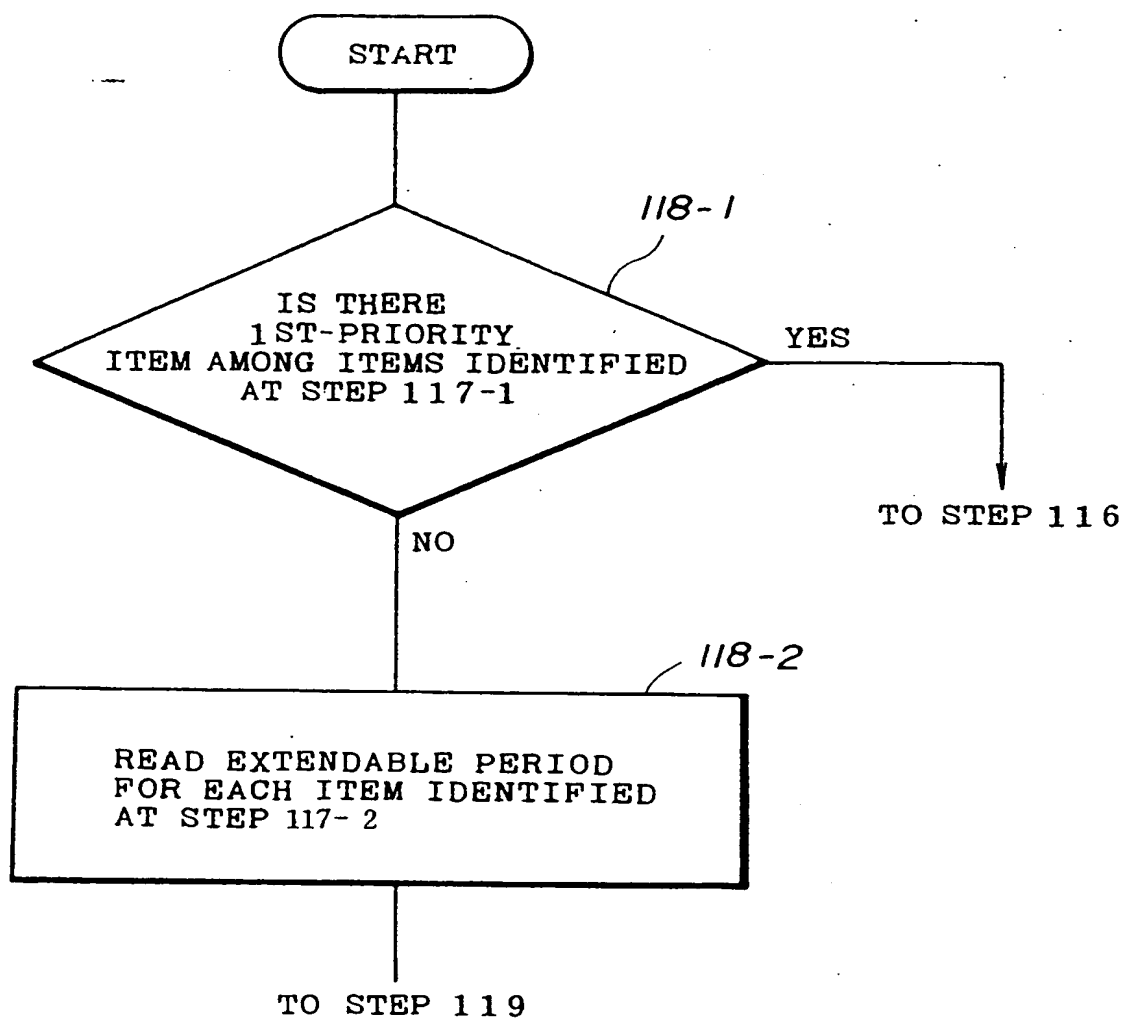 START
118-1
IS THERE
1ST-PRIORITY
ITEM AMONG ITEMS IDENTIFIED
AT STEP 117-1
YES
TO STEP 116
NO
118-2
READ EXTENDABLE PERIOD
FOR EACH ITEM IDENTIFIED
AT STEP 117-2
TO STEP 119